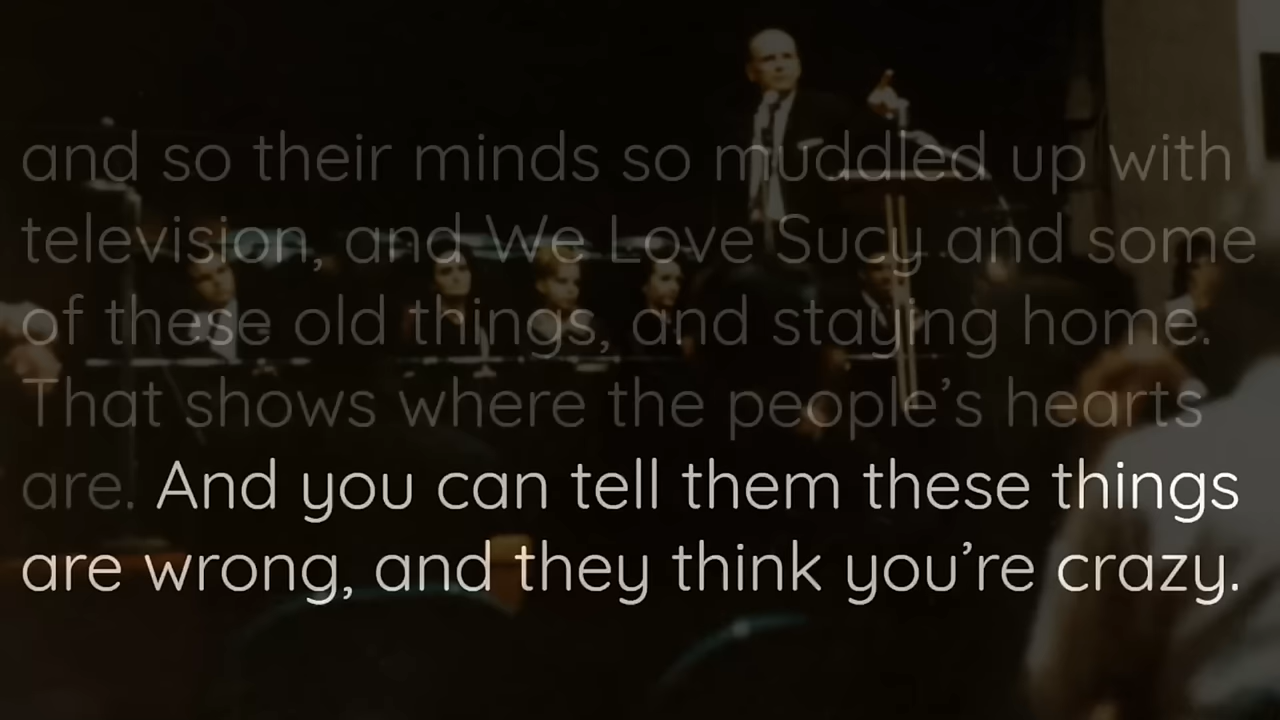 and so their minds so muddled up with
television, and We Love Sucy and some
of these old things, and staying home.
That shows where the people’s hearts
are. And you can tell them these things
are wrong, and they think you’re crazy.